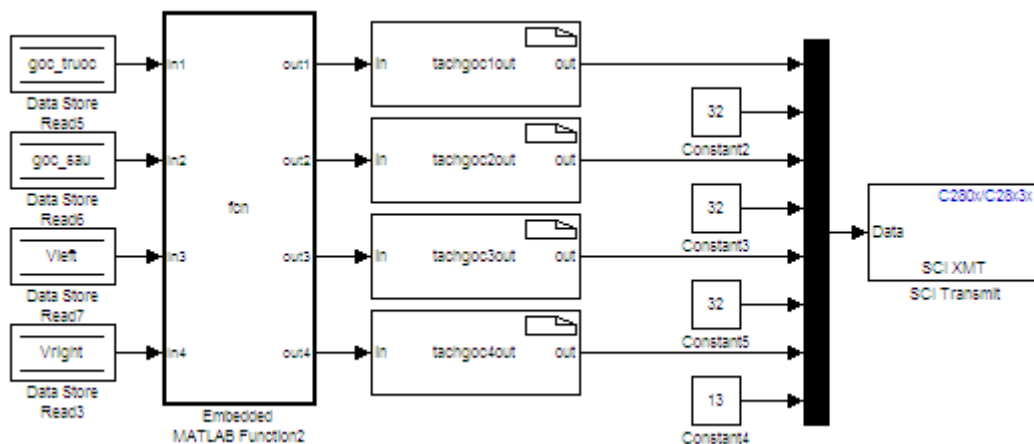 goc_truoc
Data Store
Read5
goc_sau
Data Store
Read6
Vleft
Data Store
Read7
Vright
Data Store
Read3
In1
In2
In3
In4
fcn
out1
out2
out3
out4
Embedded
MATLAB Function2
In tachgoc1out out
In tachgoc2out out
In tachgoc3out out
In tachgoc4out out
32
Constant2
32
Constant3
32
Constant5
13
Constant4
C280x/C28x3x
Data
SCI XMT
SCI Transmit